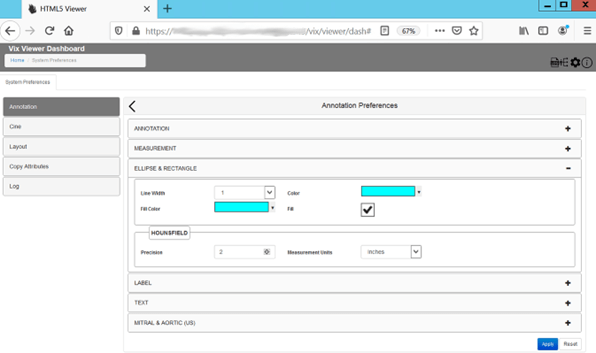 HTML5 Viewer
https:// /vix/viewer/dash# 67%
Vix Viewer Dashboard
Home / System Preferences
System Preferences
Annotation
Cine
Layout
Copy Attributes
Log
Annotation Preferences
ANNOTATION
MEASUREMENT
ELLIPSE & RECTANGLE
Line Width 1 Color
Fill Color Fill
HOUNSFIELD
Precision 2 Measurement Units Inches
LABEL
TEXT
MITRAL & AORTIC (US)
Apply Reset